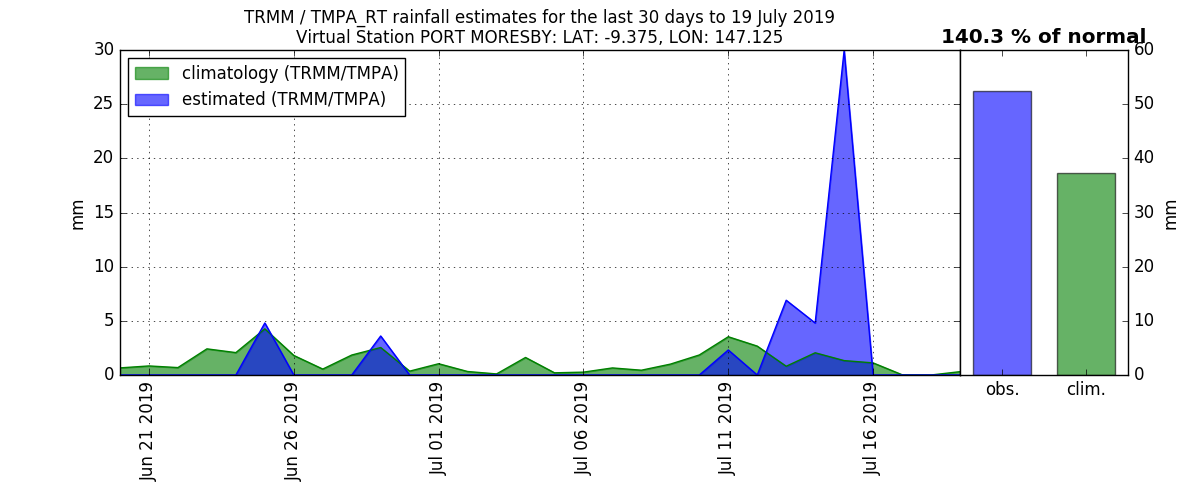 TRMM / TMPA_RT rainfall estimates for the last 30 days to 19 July 2019
Virtual Station PORT MORESBY: LAT: -9.375, LON: 147.125
140.3 % of normal
climatology (TRMM/TMPA)
estimated (TRMM/TMPA)
30
25
20
15
10
5
0
mm
Jun 21 2019
Jun 26 2019
Jul 01 2019
Jul 06 2019
Jul 11 2019
Jul 16 2019
60
50
40
30
20
10
0
mm
obs.
clim.